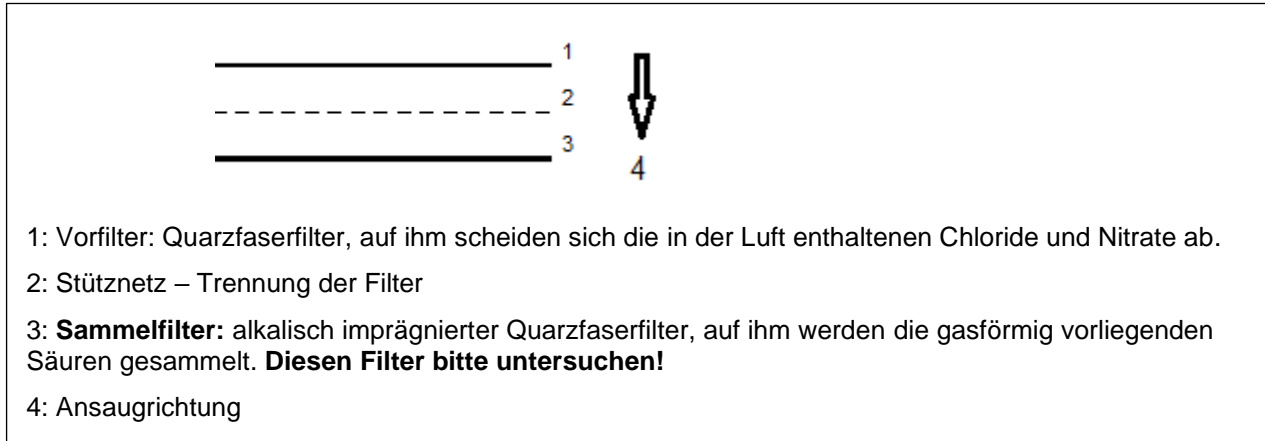 1
2
3
4
1: Vorfilter: Quarzfaserfilter, auf ihm scheiden sich die in der Luft enthaltenen Chloride und Nitrate ab.
2: Stütznetz – Trennung der Filter
3: Sammelfilter: alkalisch imprägnierter Quarzfaserfilter, auf ihm werden die gasförmig vorliegenden
Säuren gesammelt. Diesen Filter bitte untersuchen!
4: Ansaugrichtung